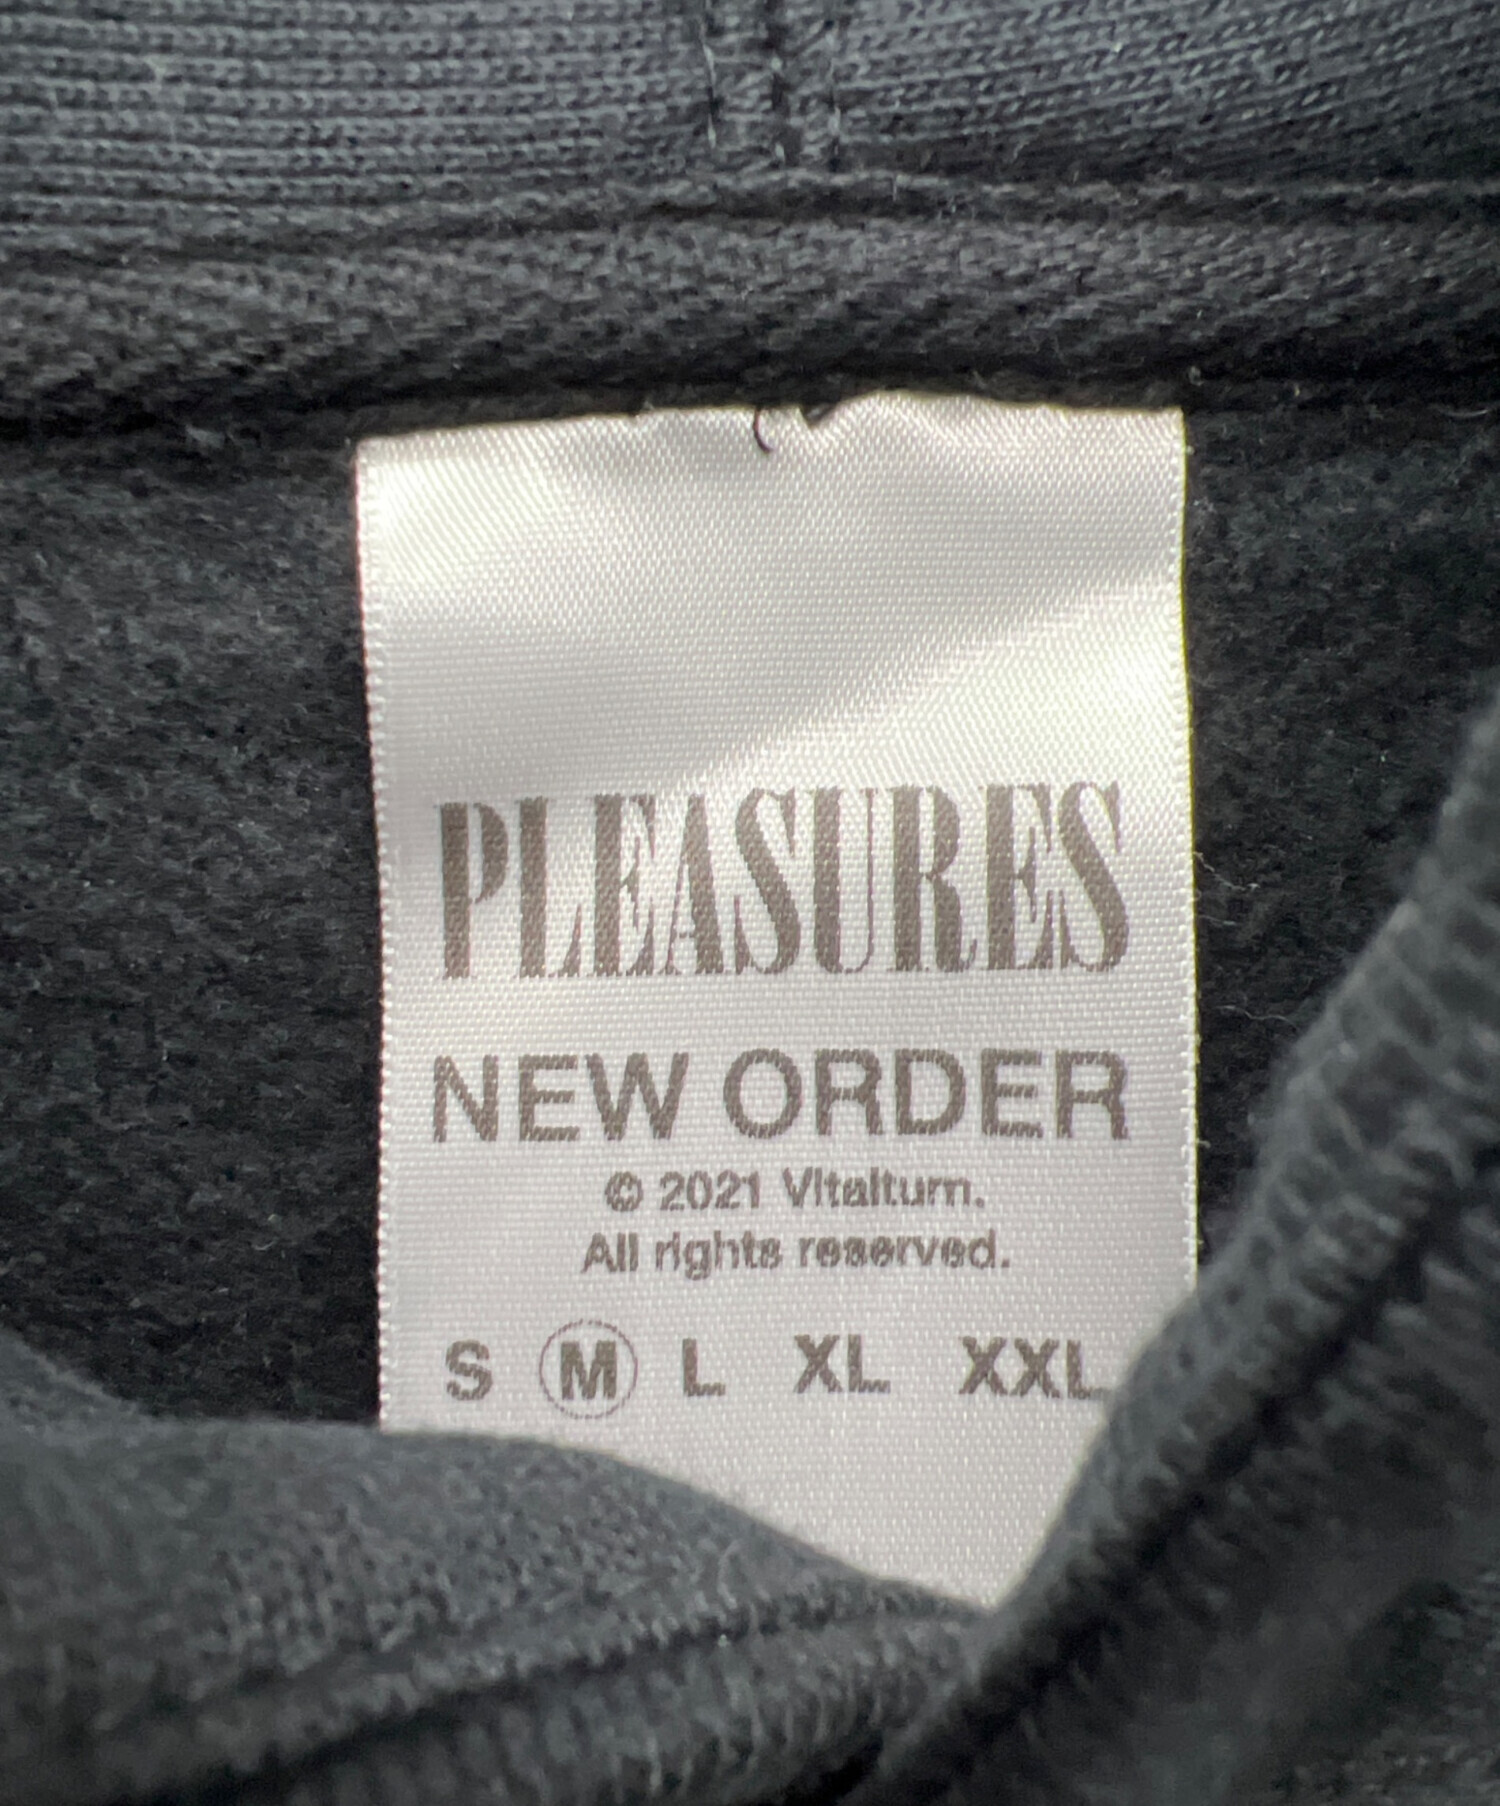 PLEASURES
NEW ORDER
© 2021 Vitalturn.
All rights reserved.
S M L XL XXL